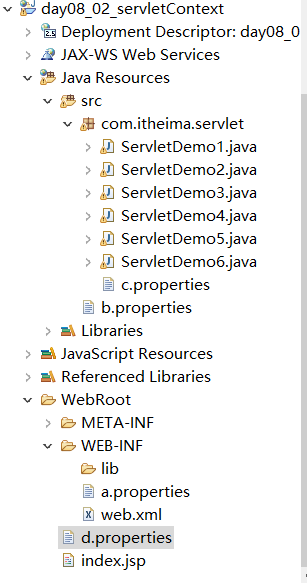 day08_02_servletContext
Deployment Descriptor: day08_0
JAX-WS Web Services
Java Resources
src
com.itheima.servlet
ServletDemo1.java
ServletDemo2.java
ServletDemo3.java
ServletDemo4.java
ServletDemo5.java
ServletDemo6.java
c.properties
b.properties
Libraries
JavaScript Resources
Referenced Libraries
WebRoot
META-INF
WEB-INF
lib
a.properties
web.xml
d.properties
index.jsp